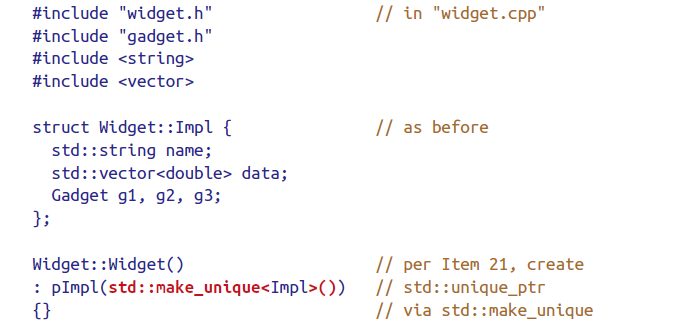 #include "widget.h"                 // in "widget.cpp"
#include "gadget.h"
#include <string>
#include <vector>
struct Widget::Impl {               // as before
  std::string name;
  std::vector<double> data;
  Gadget g1, g2, g3;
};
Widget::Widget()                    // per Item 21, create
: pImpl(std::make_unique<Impl>())   // std::unique_ptr
{}                                  // via std::make_unique